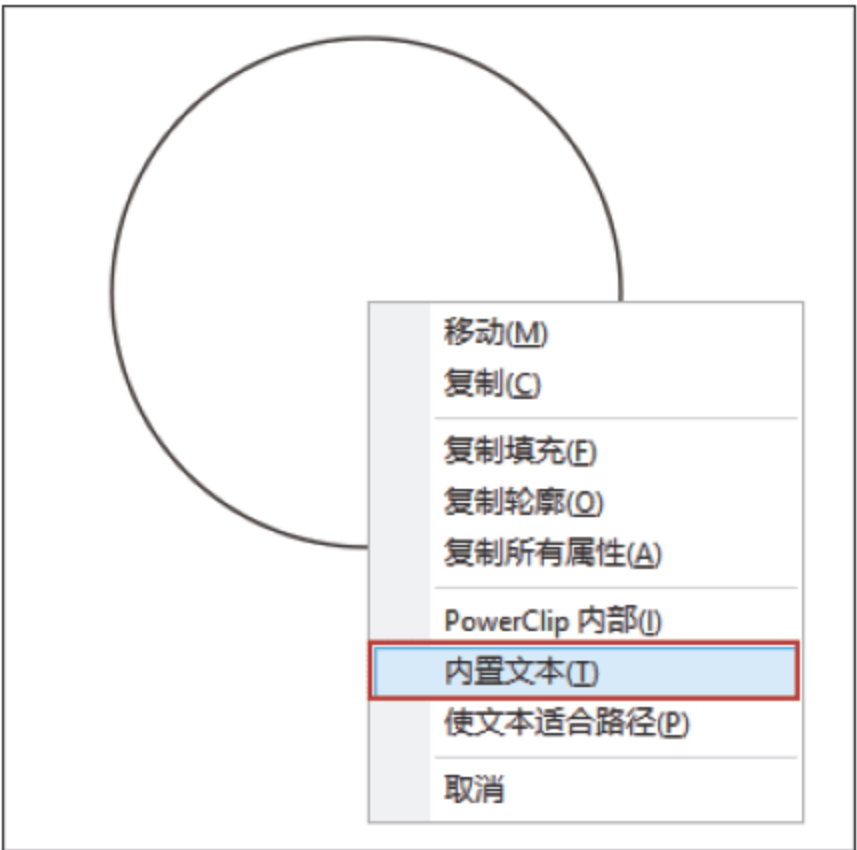 移动(M)
复制(C)
复制填充(F)
复制轮廓(O)
复制所有属性(A)
PowerClip 内部(I)
内置文本(T)
使文本适合路径(P)
取消